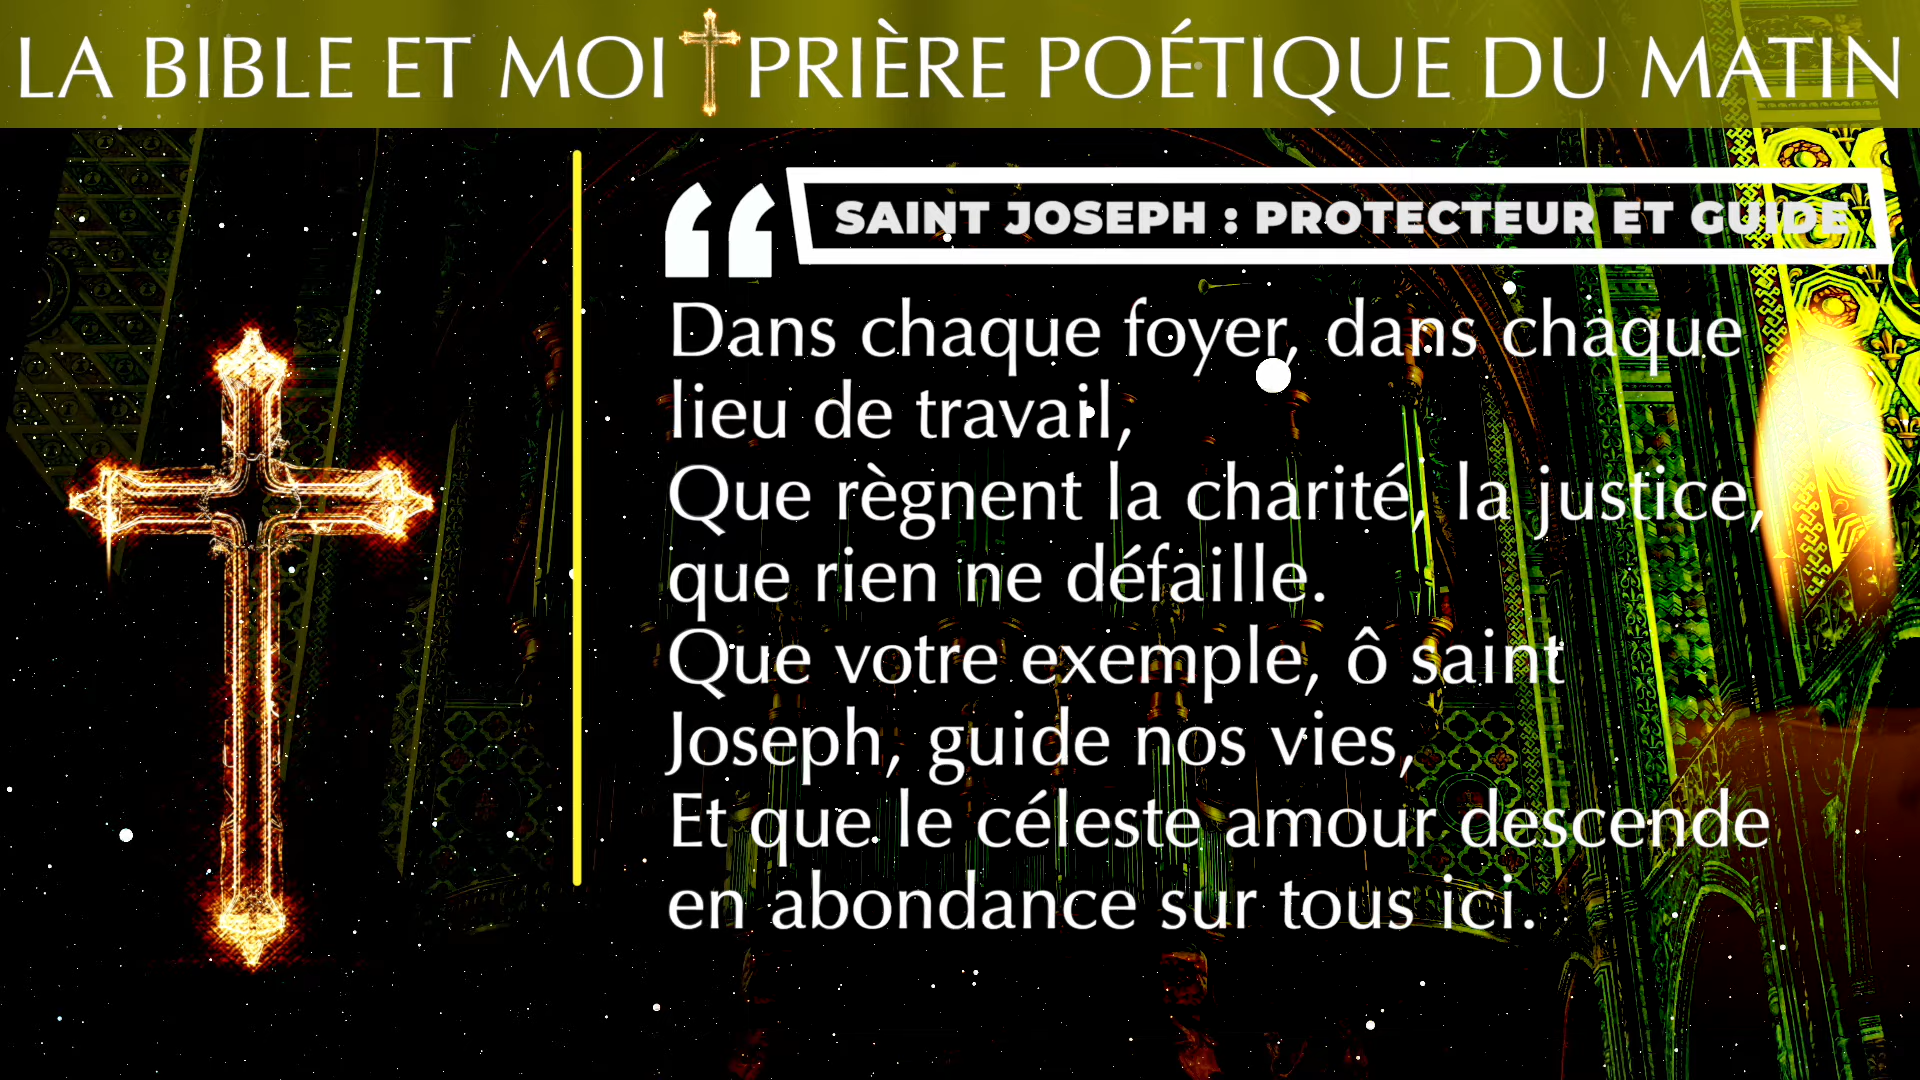 LA BIBLE ET MOI PRIÈRE POÉTIQUE DU MATIN
SAINT JOSEPH : PROTECTEUR ET GUIDE
Dans chaque foyer, dans chaque
lieu de travail,
Que règnent la charité, la justice,
que rien ne défaille.
Que votre exemple, ô saint
Joseph, guide nos vies,
Et que le céleste amour descende
en abondance sur tous ici.